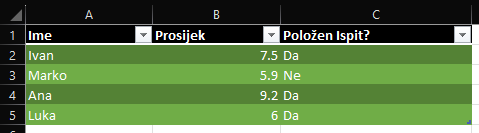 A B C
1 Ime Prosijek Položen Ispit?
2 Ivan 7.5 Da
3 Marko 5.9 Ne
4 Ana 9.2 Da
5 Luka 6 Da